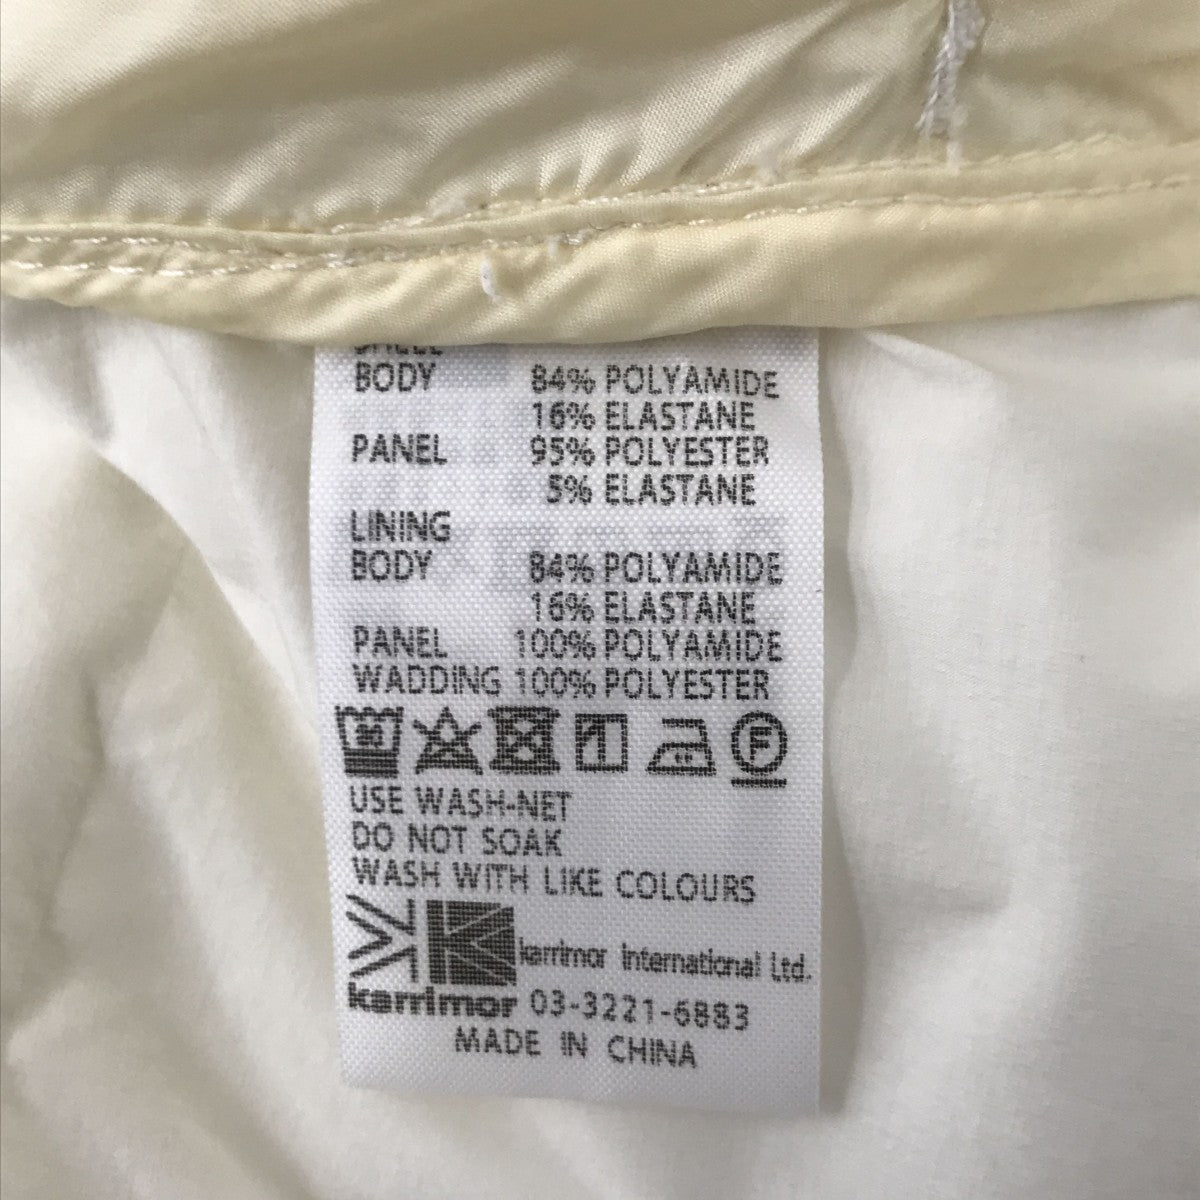 SHELL
BODY 84% POLYAMIDE
16% ELASTANE
PANEL 95% POLYESTER
5% ELASTANE
LINING
BODY 84% POLYAMIDE
16% ELASTANE
PANEL 100% POLYAMIDE
WADDING 100% POLYESTER
30 F
USE WASH-NET
DO NOT SOAK
WASH WITH LIKE COLOURS
karrimor International Ltd.
karrimor 03-3221-6883
MADE IN CHINA